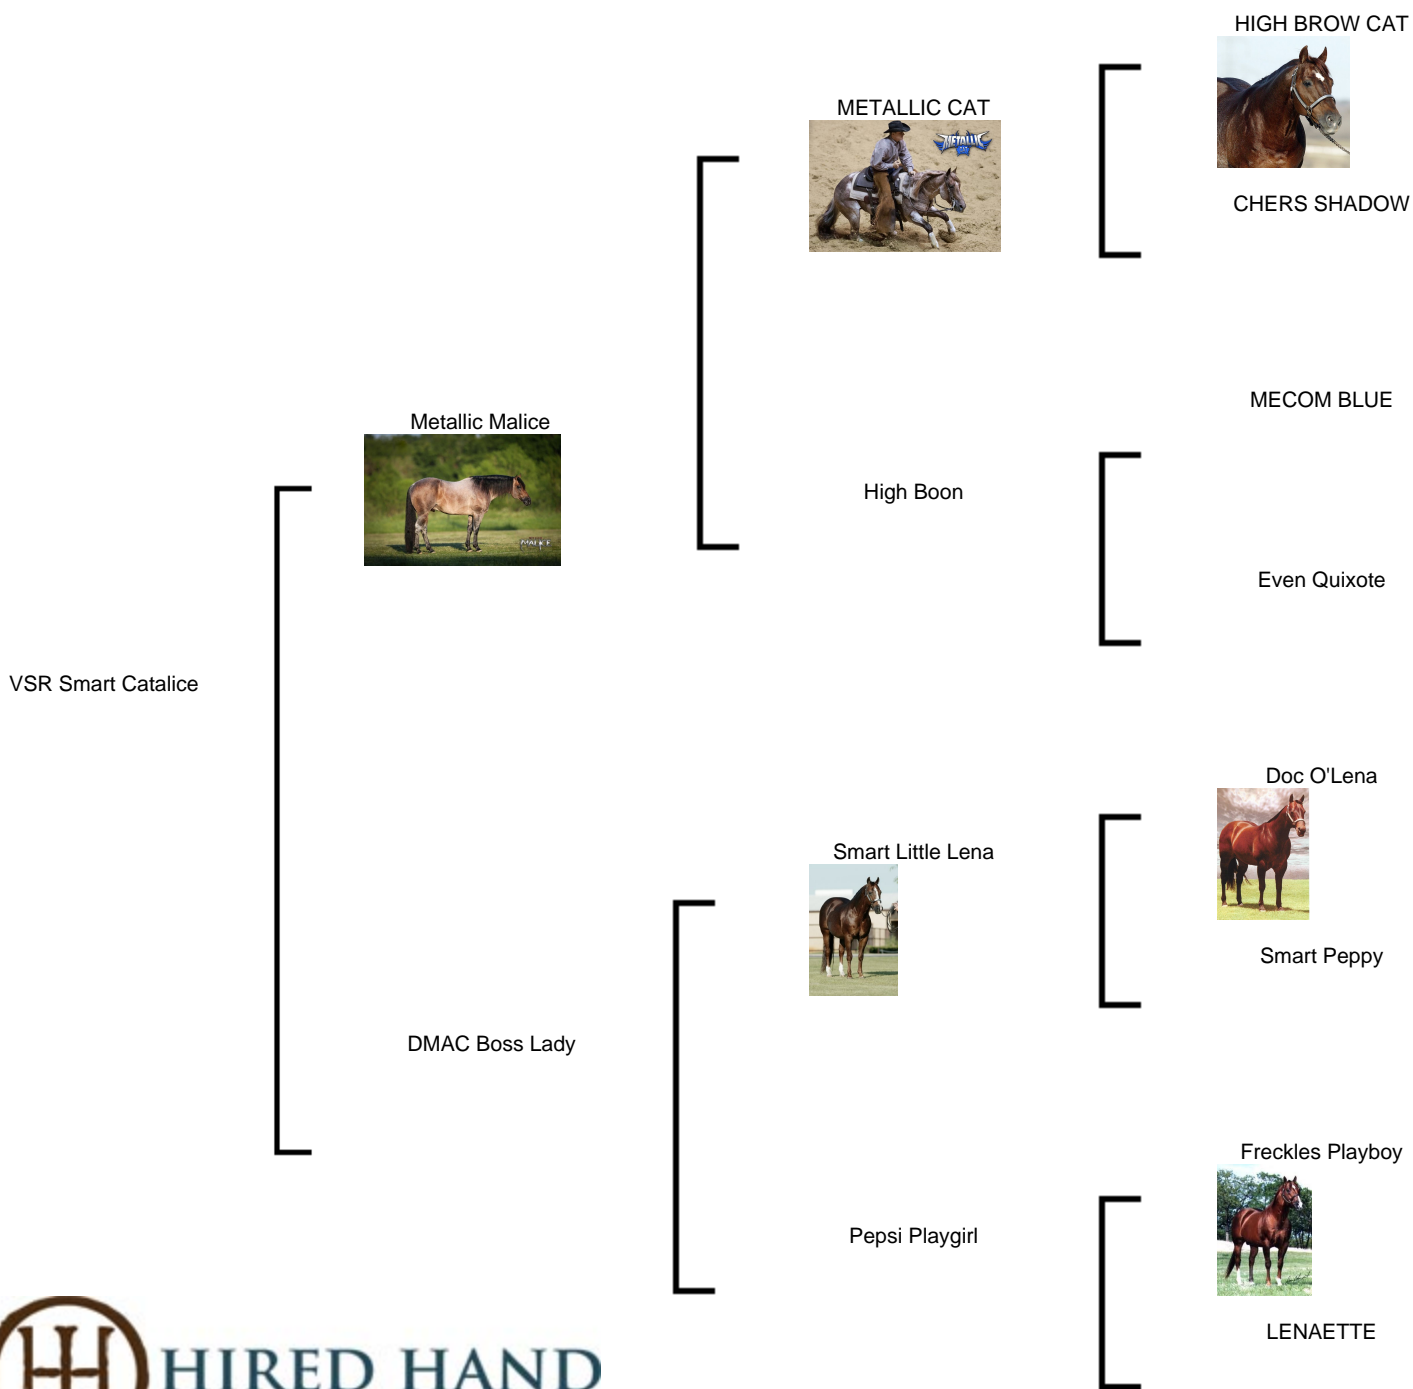 HIGH BROW CAT
METALLIC CAT
METALLIC
CHERS SHADOW
MECOM BLUE
Metallic Malice
High Boon
Even Quixote
VSR Smart Catalice
Doc O'Lena
Smart Little Lena
Smart Peppy
DMAC Boss Lady
Freckles Playboy
Pepsi Playgirl
LENAETTE
HIRED HAND